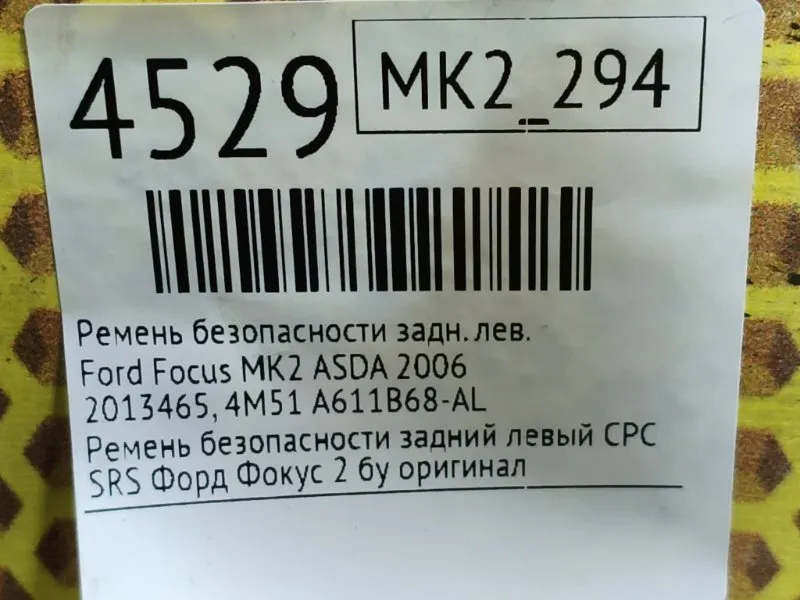 4529
MK2_294
Ремень безопасности задн. лев.
Ford Focus MK2 ASDA 2006
2013465, 4M51 A611B68-AL
Ремень безопасности задний левый СРС
SRS Форд Фокус 2 бу оригинал